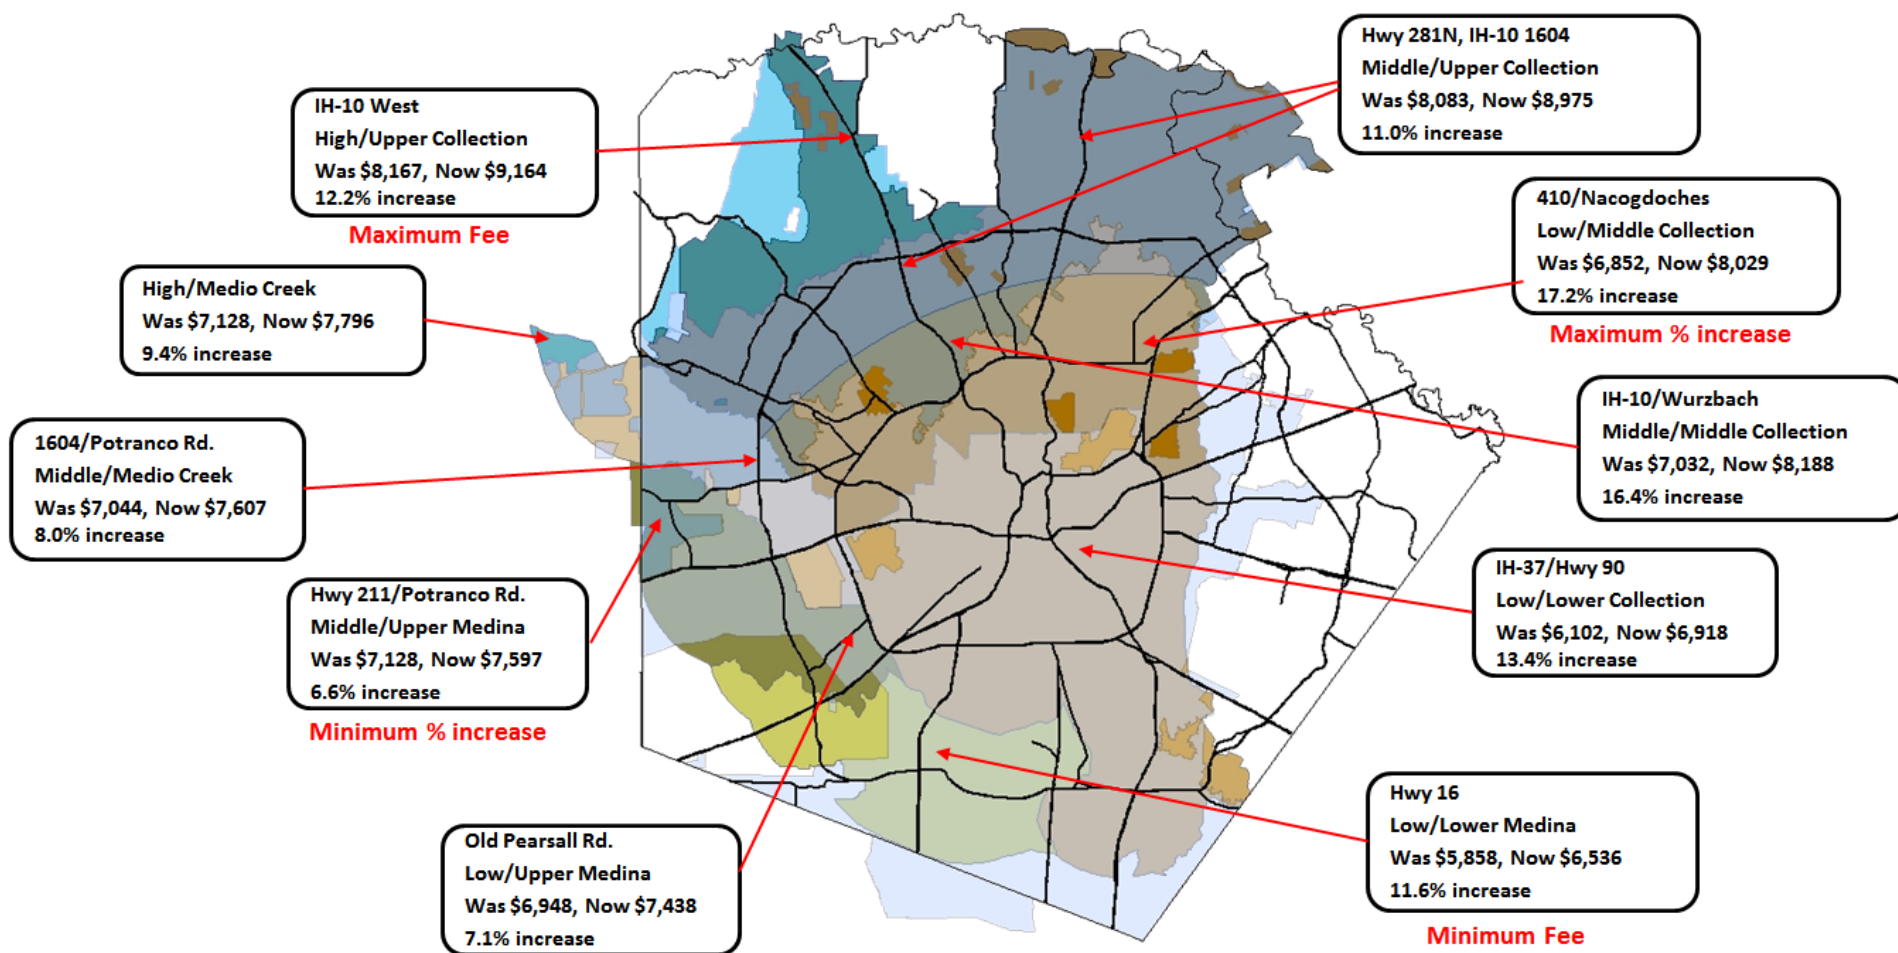 Hwy 281N, IH-10 1604
Middle/Upper Collection
Was $8,083, Now $8,975
11.0% increase
IH-10 West
High/Upper Collection
Was $8,167, Now $9,164
12.2% increase
Maximum Fee
410/Nacogdoches
Low/Middle Collection
Was $6,852, Now $8,029
17.2% increase
Maximum % increase
High/Medio Creek
Was $7,128, Now $7,796
9.4% increase
IH-10/Wurzbach
Middle/Middle Collection
Was $7,032, Now $8,188
16.4% increase
1604/Potranco Rd.
Middle/Medio Creek
Was $7,044, Now $7,607
8.0% increase
IH-37/Hwy 90
Low/Lower Collection
Was $6,102, Now $6,918
13.4% increase
Hwy 211/Potranco Rd.
Middle/Upper Medina
Was $7,128, Now $7,597
6.6% increase
Minimum % increase
Hwy 16
Low/Lower Medina
Was $5,858, Now $6,536
11.6% increase
Minimum Fee
Old Pearsall Rd.
Low/Upper Medina
Was $6,948, Now $7,438
7.1% increase